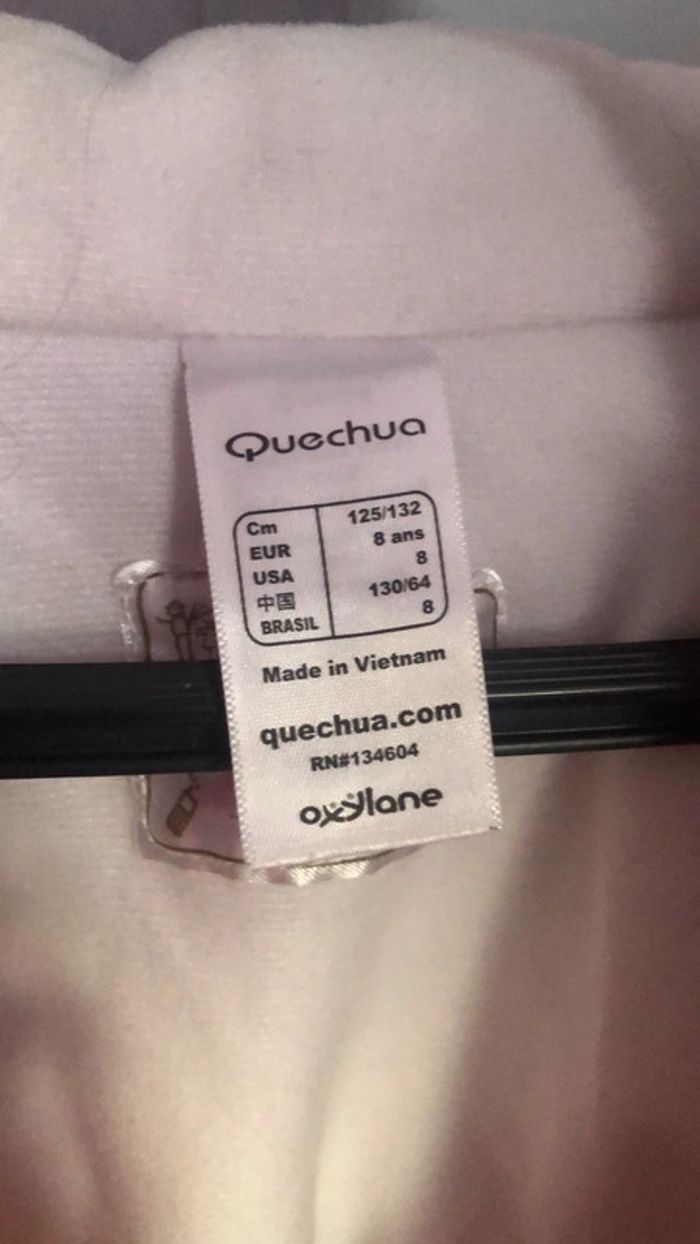 Quechua
Cm 125/132
EUR 8 ans
USA 8
中国 130/64
BRASIL 8
Made in Vietnam
quechua.com
RN#134604
oxylane